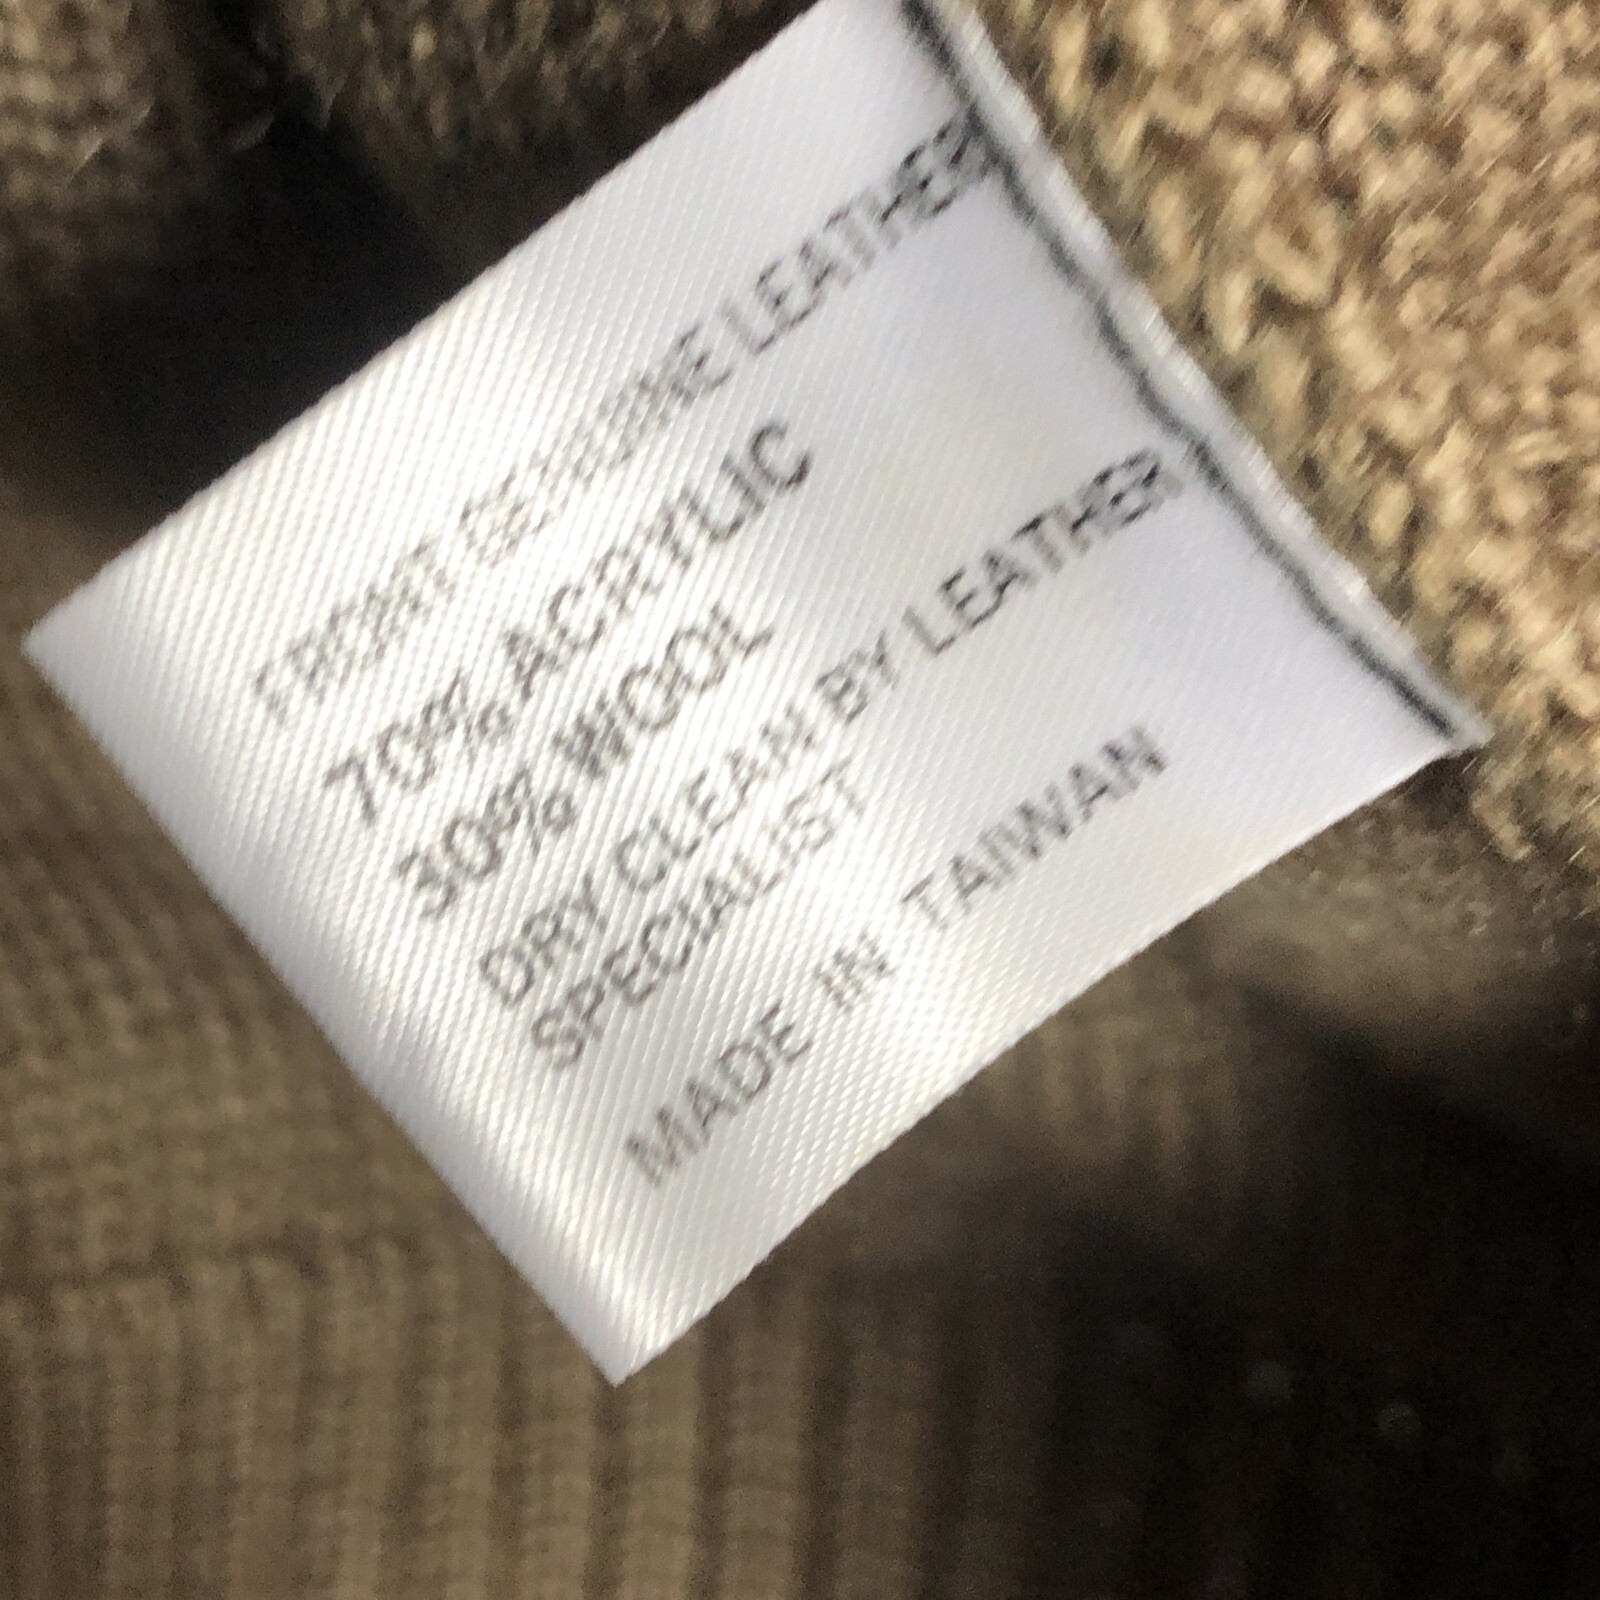 FRONT GENUINE LEATHER
70% ACRYLIC
30% WOOL
DRY CLEAN BY LEATHER
SPECIALIST
MADE IN TAIWAN